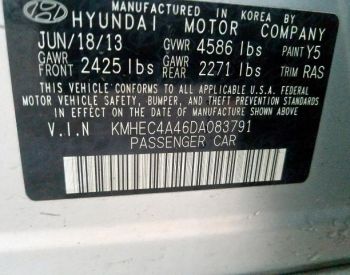 MANUFACTURED IN KOREA BY
HYUNDAI MOTOR COMPANY
JUN/18/13 GVWR 4586 lbs PAINT Y5
GAWR FRONT 2425 lbs GAWR REAR 2271 lbs TRIM RAS
THIS VEHICLE CONFORMS TO ALL APPLICABLE U.S.A. FEDERAL
MOTOR VEHICLE SAFETY, BUMPER, AND THEFT PREVENTION
STANDARDS IN EFFECT ON THE DATE OF MANUFACTURE SHOWN ABOVE.
V.I.N KMHEC4A46DA083791
PASSENGER CAR